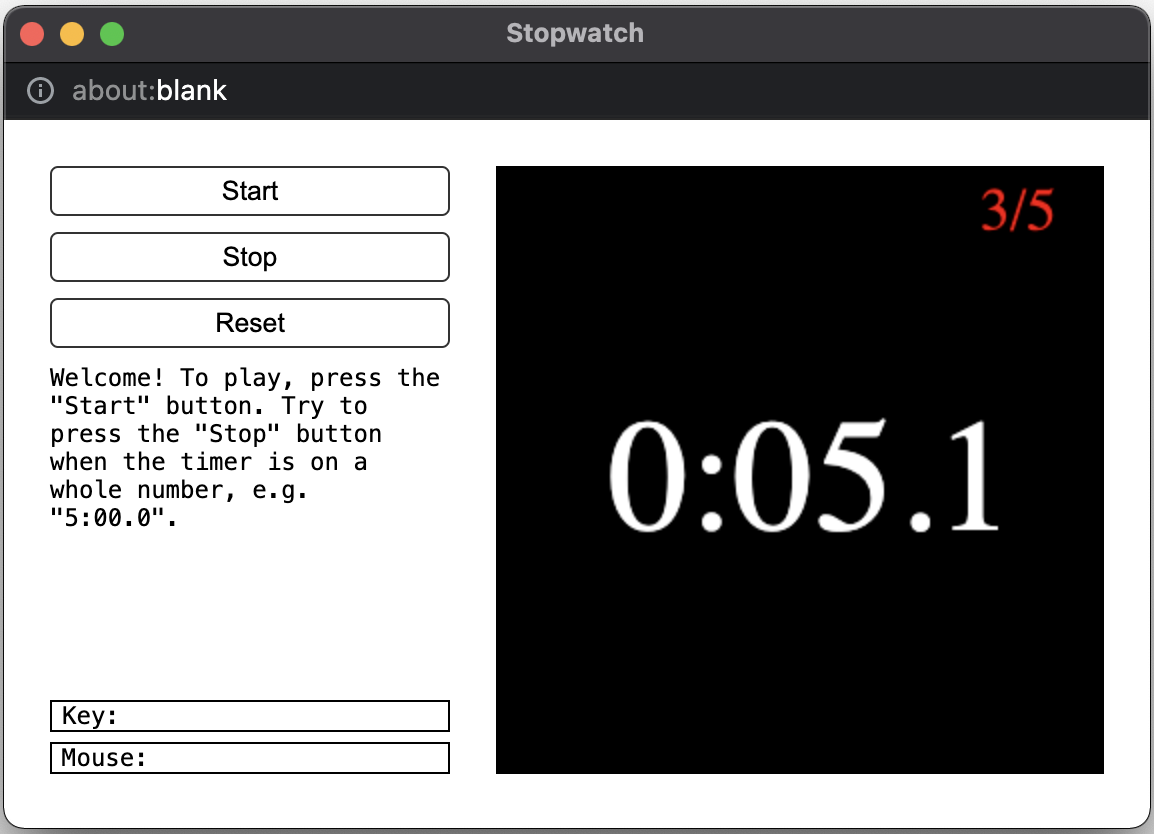 Stopwatch
about:blank
Start
Stop
Reset
Welcome! To play, press the
"Start" button. Try to
press the "Stop" button
when the timer is on a
whole number, e.g.
"5:00.0".
Key:
Mouse:
3/5
0:05.1